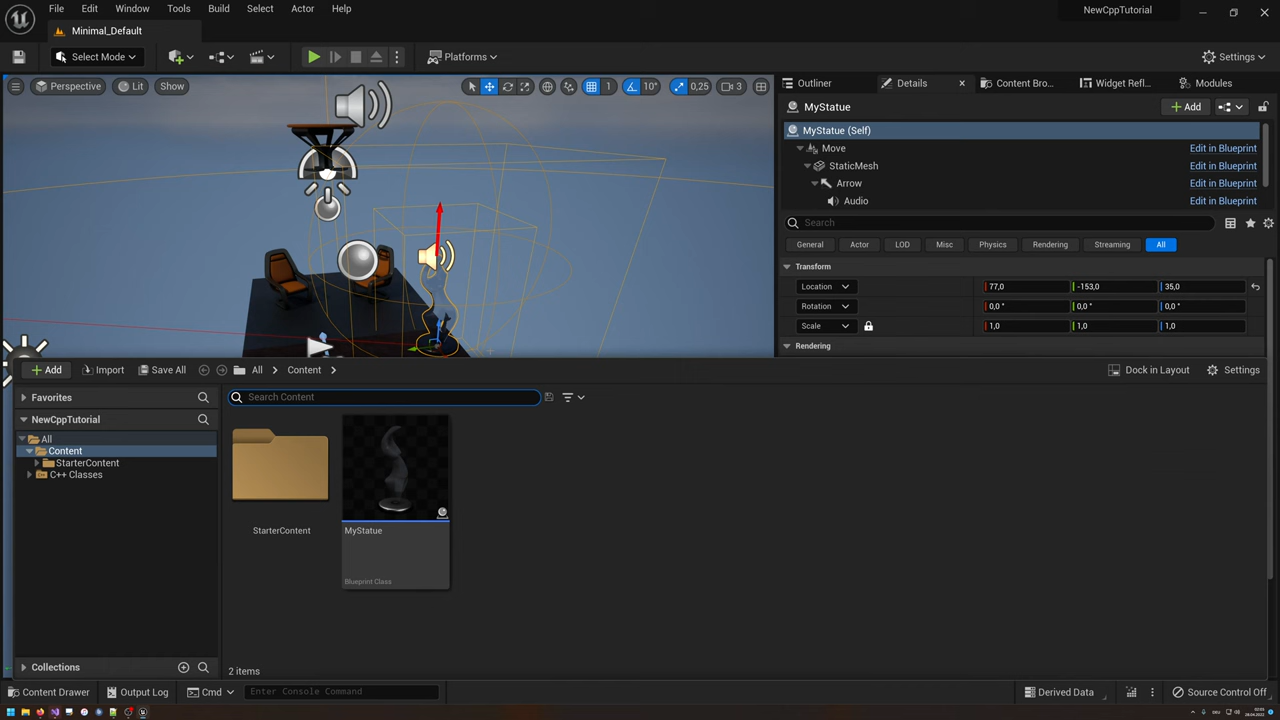 File Edit Window Tools Build Select Actor Help
NewCppTutorial
Minimal_Default
Select Mode
Platforms
Settings
Perspective Lit Show
1 10° 0,25 3
Outliner Details Content Bro... Widget Refl... Modules
MyStatue
Add
MyStatue (Self)
Move Edit in Blueprint
StaticMesh Edit in Blueprint
Arrow Edit in Blueprint
Audio Edit in Blueprint
Search
General Actor LOD Misc Physics Rendering Streaming All
Transform
Location 77,0 -153,0 35,0
Rotation 0,0 ° 0,0 ° 0,0 °
Scale 1,0 1,0 1,0
Rendering
Add Import Save All All Content Dock in Layout Settings
Favorites
Search Content
NewCppTutorial
All
Content
StarterContent
C++ Classes
StarterContent
MyStatue
Blueprint Class
Collections
2 items
Content Drawer Output Log Cmd Enter Console Command Derived Data Source Control Off
DEU
28.04.2022